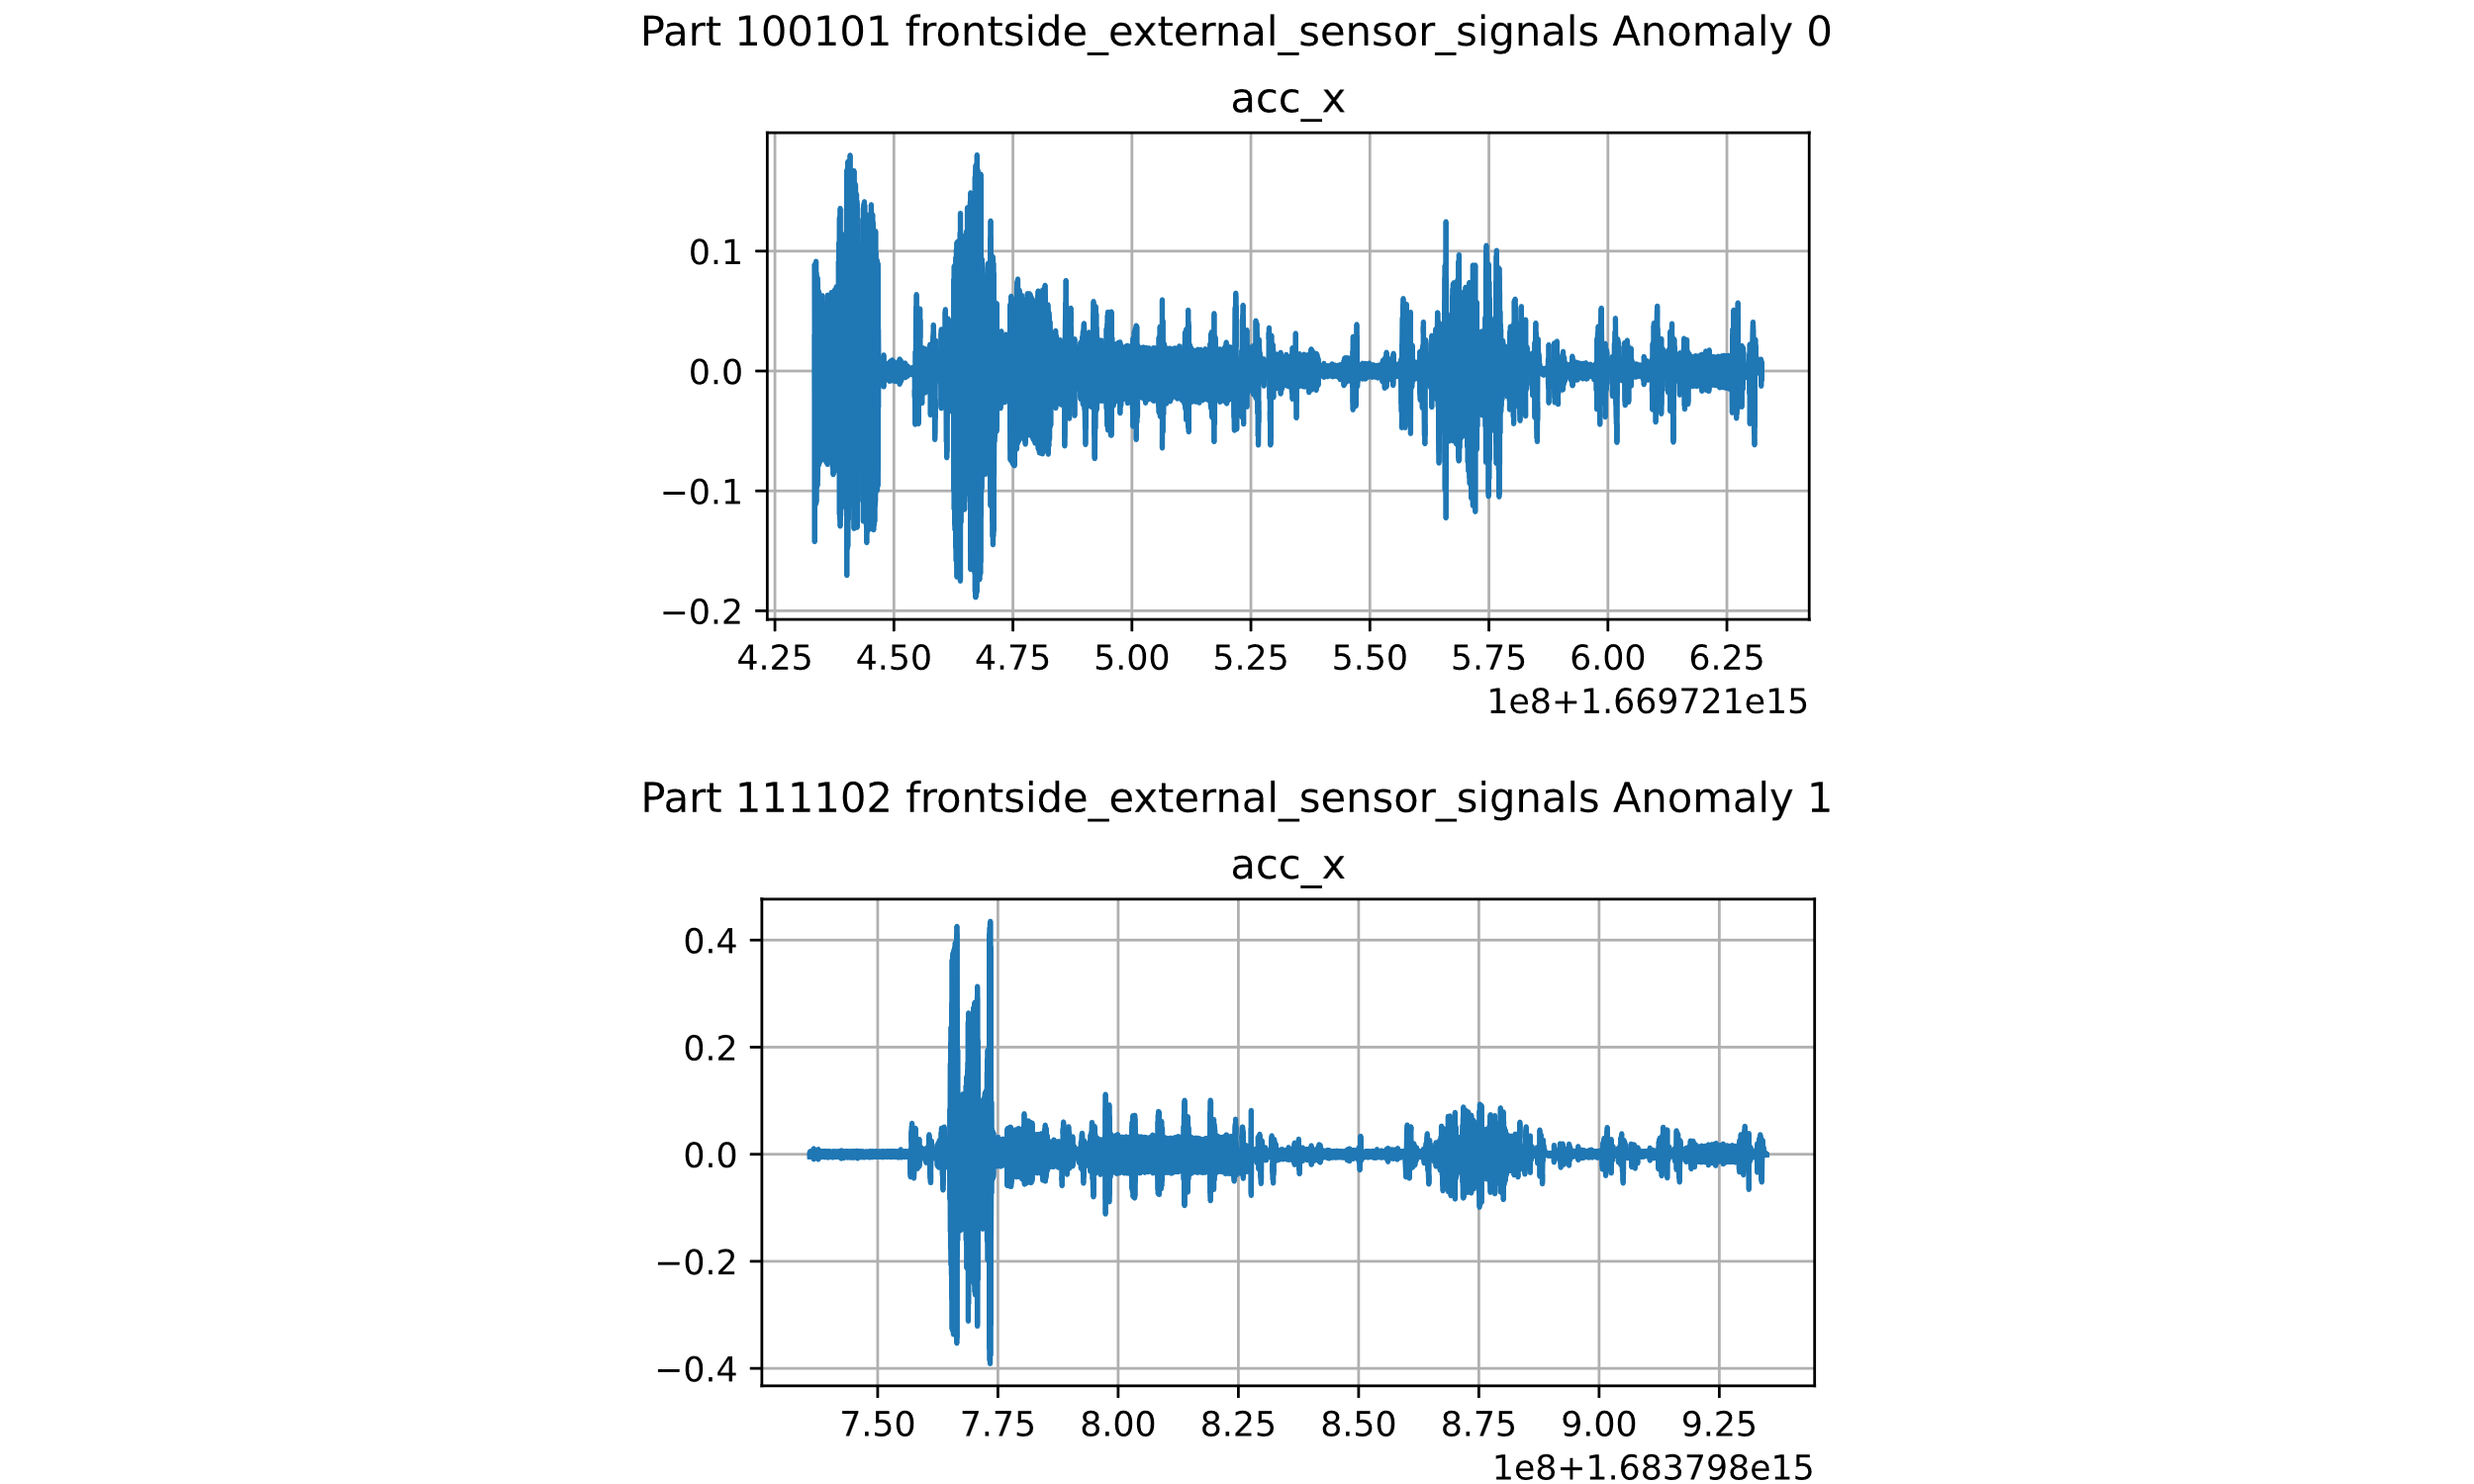 Part 100101 frontside_external_sensor_signals Anomaly 0
acc_x
0.1
0.0
−0.1
−0.2
4.25 4.50 4.75 5.00 5.25 5.50 5.75 6.00 6.25
1e8+1.669721e15
Part 111102 frontside_external_sensor_signals Anomaly 1
acc_x
0.4
0.2
0.0
−0.2
−0.4
7.50 7.75 8.00 8.25 8.50 8.75 9.00 9.25
1e8+1.683798e15